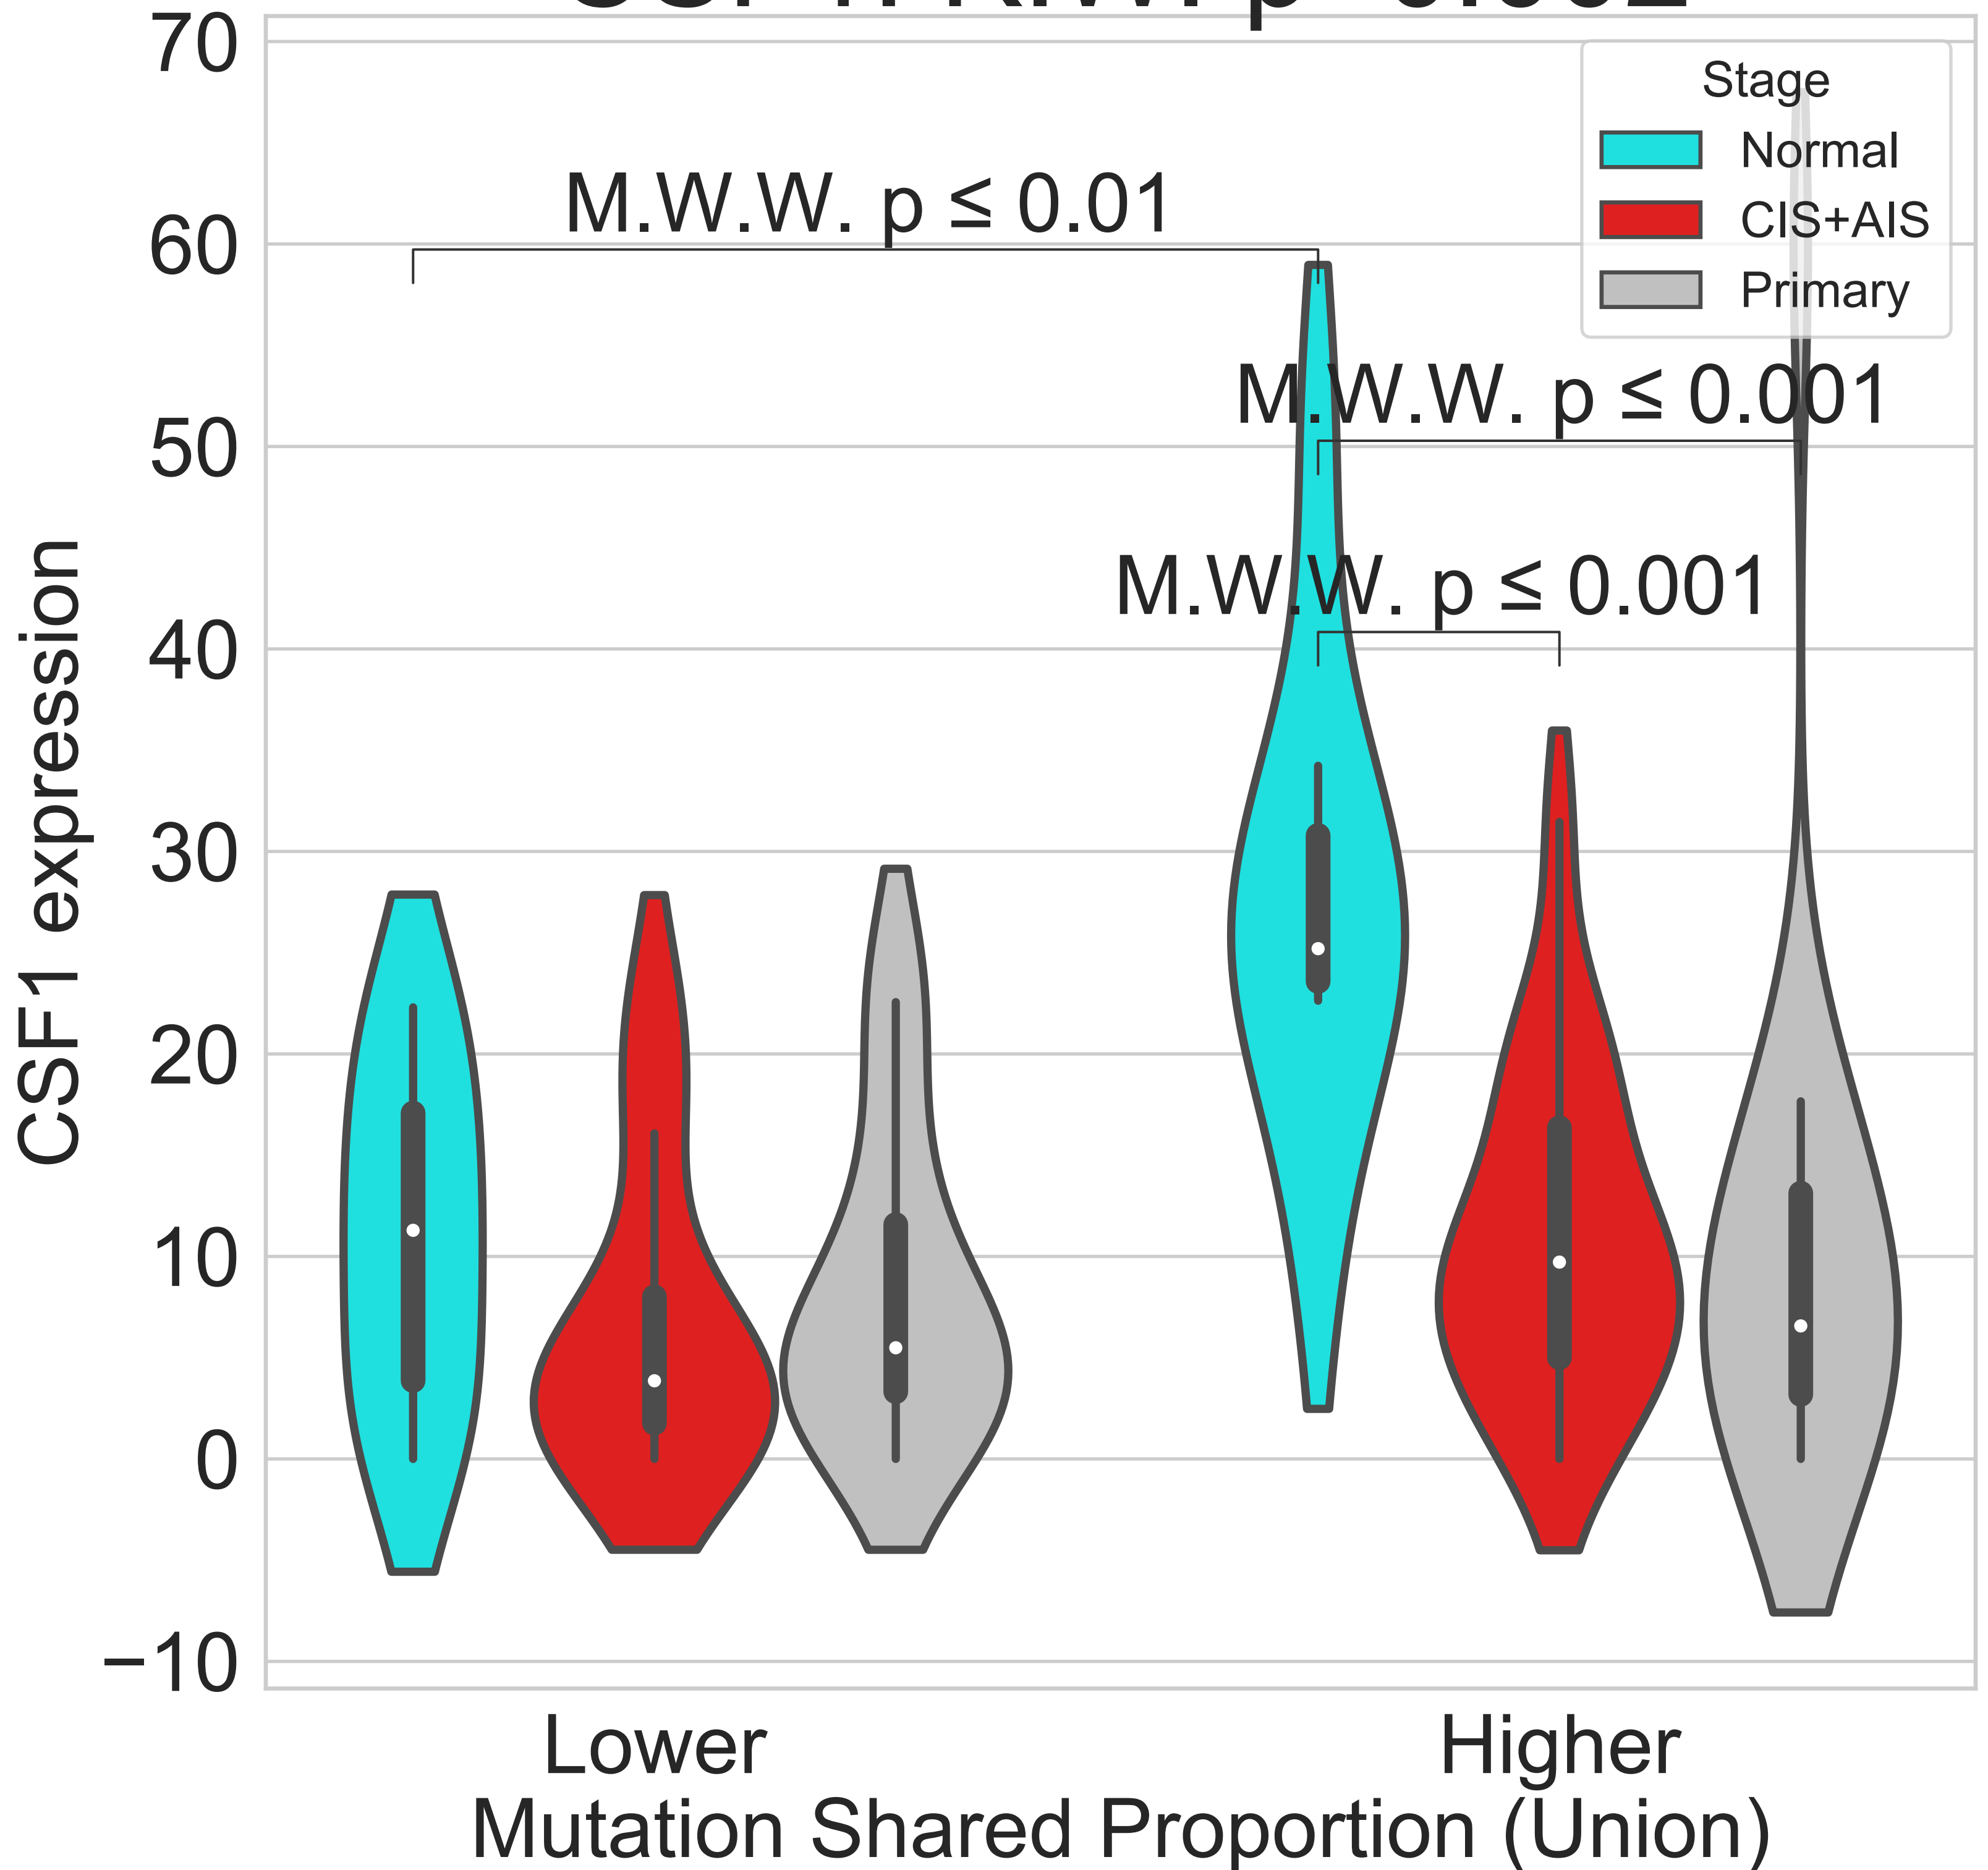 70
60
50
40
30
20
10
0
−10
CSF1 expression
M.W.W. p ≤ 0.01
M.W.W. p ≤ 0.001
M.W.W. p ≤ 0.001
Stage
Normal
CIS+AIS
Primary
Lower
Higher
Mutation Shared Proportion (Union)